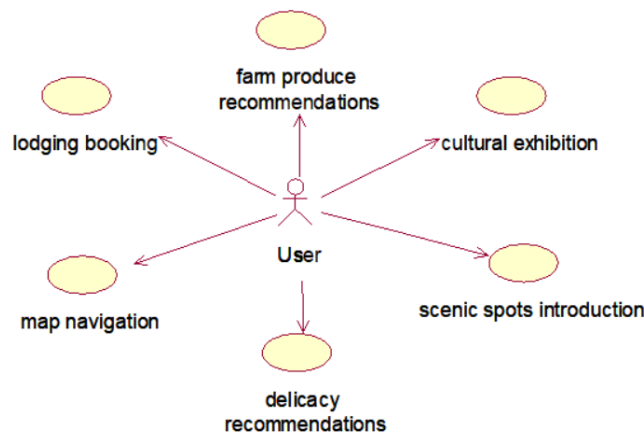 farm produce
recommendations
lodging booking
cultural exhibition
User
map navigation
scenic spots introduction
delicacy
recommendations